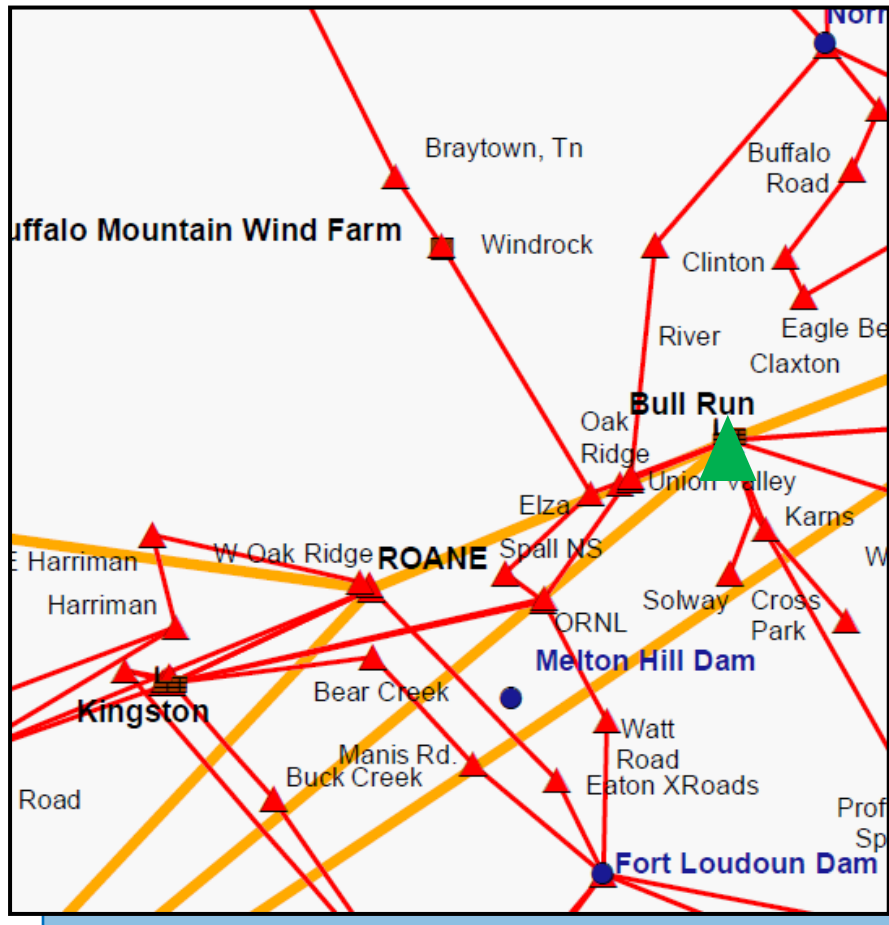 Norr
Braytown, Tn
Buffalo
Road
uffalo Mountain Wind Farm
Windrock
Clinton
River
Eagle Be
Claxton
Bull Run
Oak
Ridge
Union Valley
Elza
Karns
E Harriman
W Oak Ridge
ROANE
Spall NS
W
Harriman
Solway
Cross
Park
ORNL
Melton Hill Dam
Bear Creek
Kingston
Watt
Road
Manis Rd.
Buck Creek
Eaton XRoads
Road
Prof
Sp
Fort Loudoun Dam